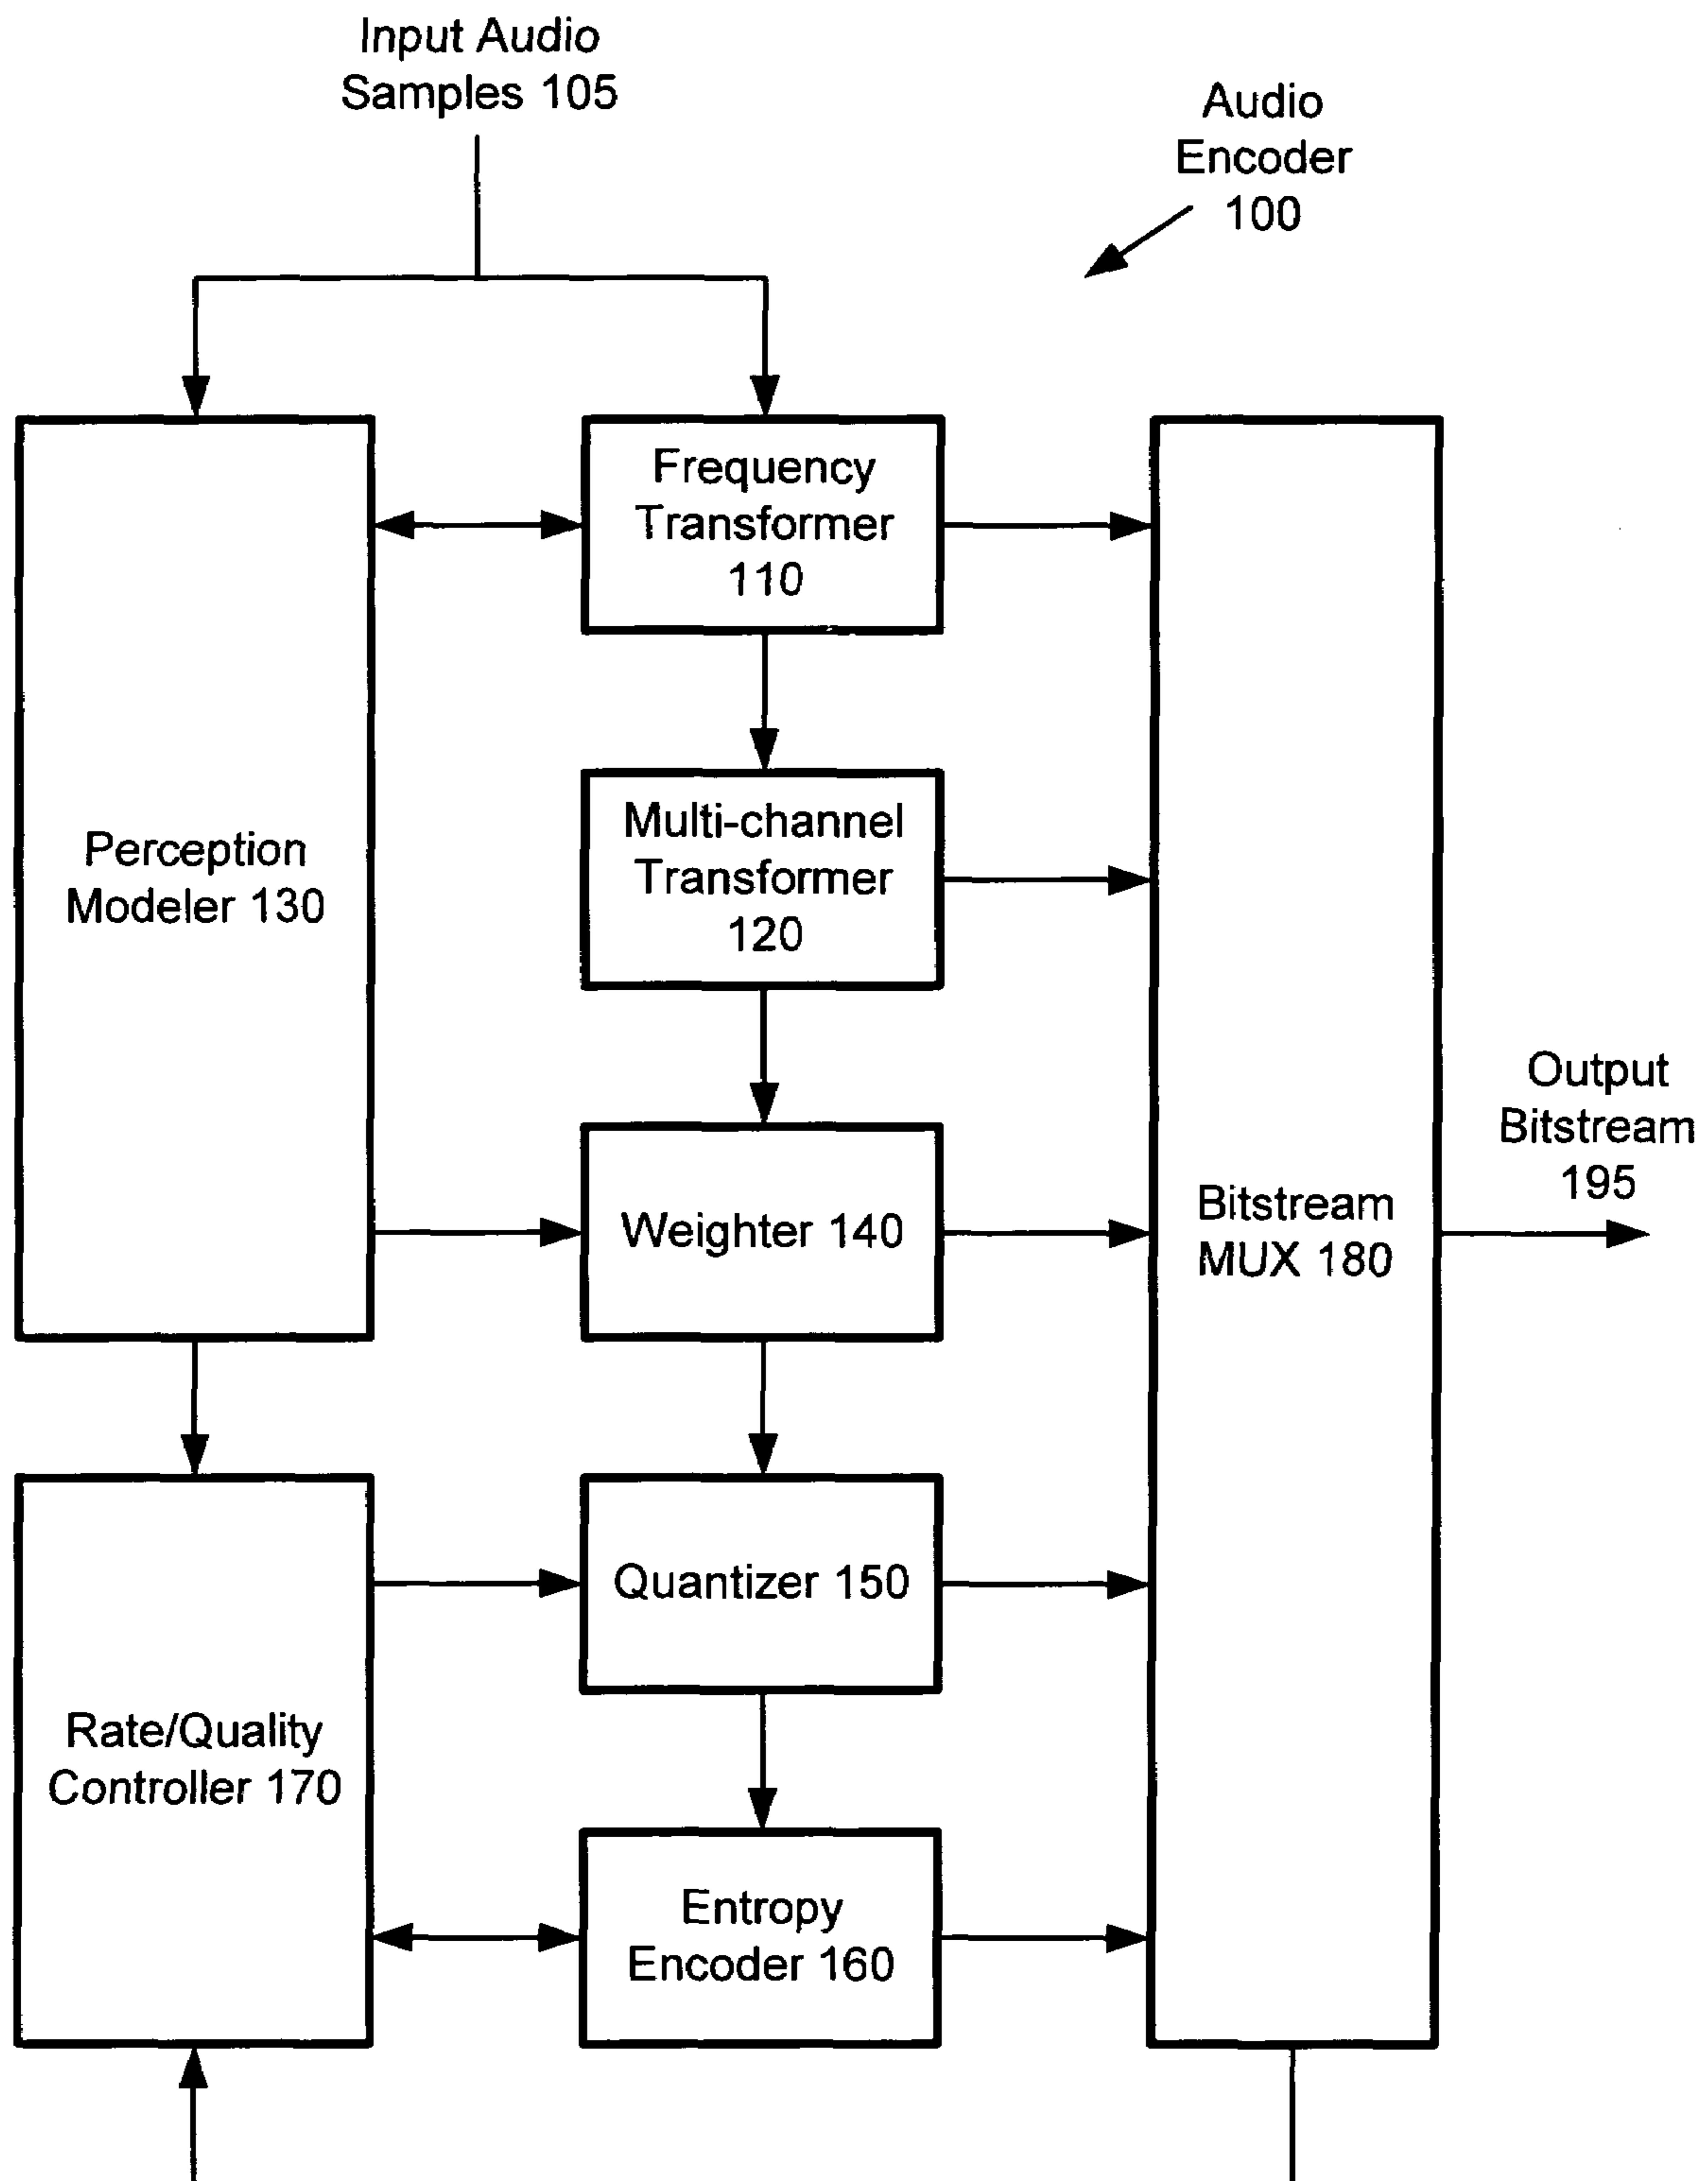 Input Audio
Samples 105
Audio
Encoder
100
Frequency
Transformer
110
Perception
Modeler 130
Multi-channel
Transformer
120
Weighter 140
Bitstream
MUX 180
Output
Bitstream
195
Quantizer 150
Rate/Quality
Controller 170
Entropy
Encoder 160